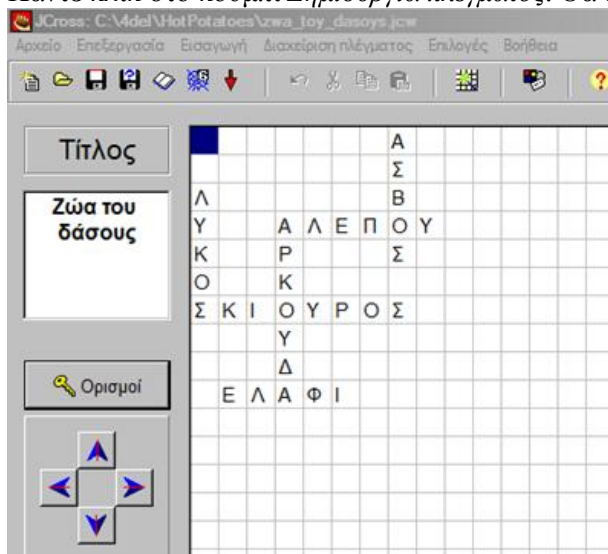 JCross: C:\4del\HotPotatoes\zwa_toy_dasoys.jcw
Αρχείο Επεξεργασία Εισαγωγή Διαχείριση πλέγματος Επιλογές Βοήθεια
Τίτλος
Ζώα του
δάσους
Ορισμοί
Α
Σ
Λ Β
Υ Α Λ Ε Π Ο Υ
Κ Ρ Σ
Ο Κ
Σ Κ Ι Ο Υ Ρ Ο Σ
Υ
Δ
Ε Λ Α Φ Ι